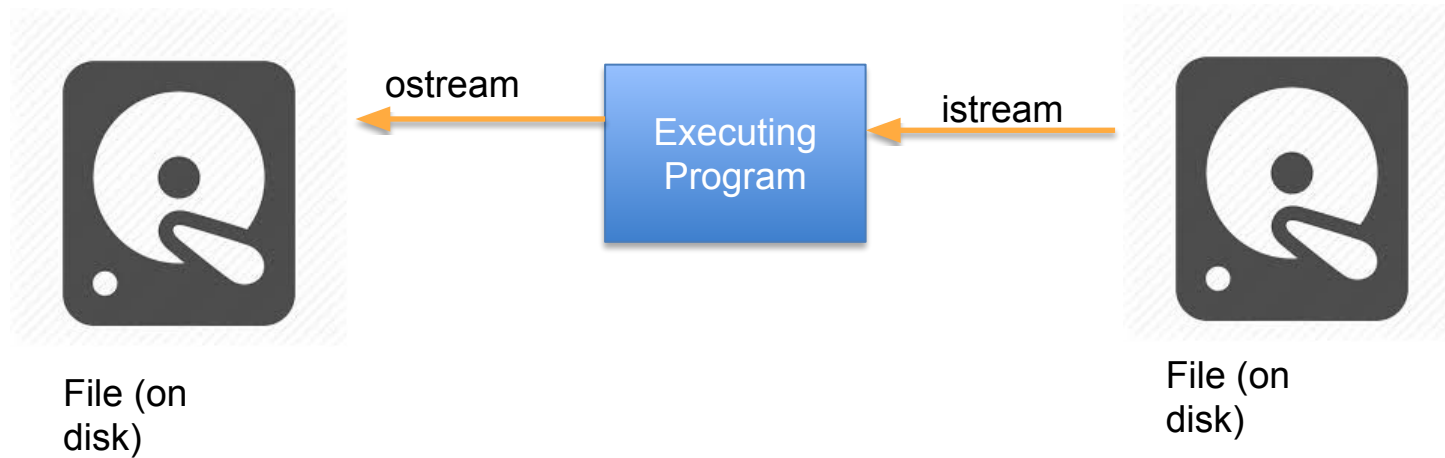 ostream
istream
Executing
Program
File (on
disk)
File (on
disk)